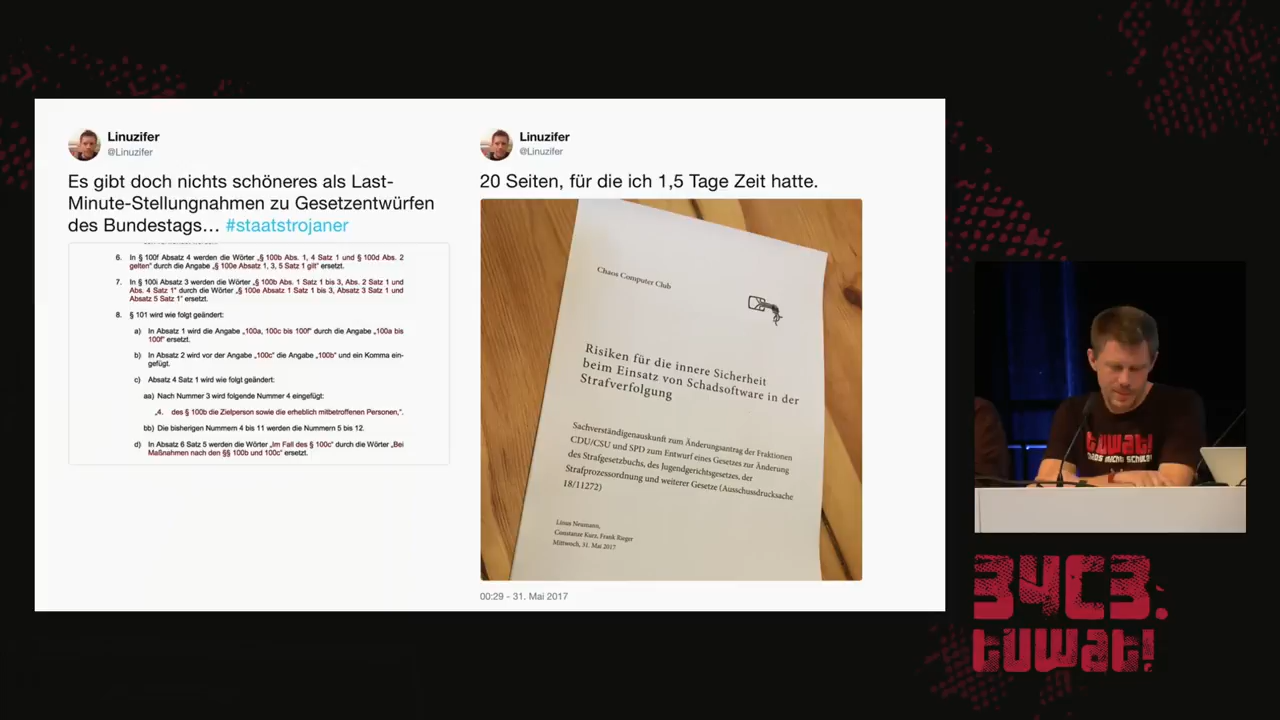 Linuzifer
@Linuzifer
Es gibt doch nichts schöneres als Last-
Minute-Stellungnahmen zu Gesetzentwürfen
des Bundestags… #staatstrojaner
6. In § 100f Absatz 4 werden die Wörter „§ 100b Abs. 1, 4 Satz 1 und § 100d Abs. 2
gelten“ durch die Angabe „§ 100e Absatz 1, 3, 5 Satz 1 gilt“ ersetzt.
7. In § 100i Absatz 3 werden die Wörter „§ 100b Abs. 1 Satz 1 bis 3, Abs. 2 Satz 1 und
Abs. 4 Satz 1“ durch die Wörter „§ 100e Absatz 1 Satz 1 bis 3, Absatz 3 Satz 1 und
Absatz 5 Satz 1“ ersetzt.
8. § 101 wird wie folgt geändert:
a) In Absatz 1 wird die Angabe „100a, 100c bis 100f“ durch die Angabe „100a bis
100f“ ersetzt.
b) In Absatz 2 wird vor der Angabe „100c“ die Angabe „100b“ und ein Komma ein-
gefügt.
c) Absatz 4 Satz 1 wird wie folgt geändert:
aa) Nach Nummer 3 wird folgende Nummer 4 eingefügt:
„4. des § 100b die Zielperson sowie die erheblich mitbetroffenen Personen,“.
bb) Die bisherigen Nummern 4 bis 11 werden die Nummern 5 bis 12.
d) In Absatz 6 Satz 5 werden die Wörter „Im Fall des § 100c“ durch die Wörter „Bei
Maßnahmen nach den §§ 100b und 100c“ ersetzt.
Linuzifer
@Linuzifer
20 Seiten, für die ich 1,5 Tage Zeit hatte.
Chaos Computer Club
Risiken für die innere Sicherheit
beim Einsatz von Schadsoftware in der
Strafverfolgung
Sachverständigenauskunft zum Änderungsantrag der Fraktionen
CDU/CSU und SPD zum Entwurf eines Gesetzes zur Änderung
des Strafgesetzbuchs, des Jugendgerichtsgesetzes, der
Strafprozessordnung und weiterer Gesetze (Ausschussdrucksache
18/11272)
Linus Neumann,
Constanze Kurz, Frank Rieger
Mittwoch, 31. Mai 2017
00:29 - 31. Mai 2017
tuwat!
34C3.
tuwat!